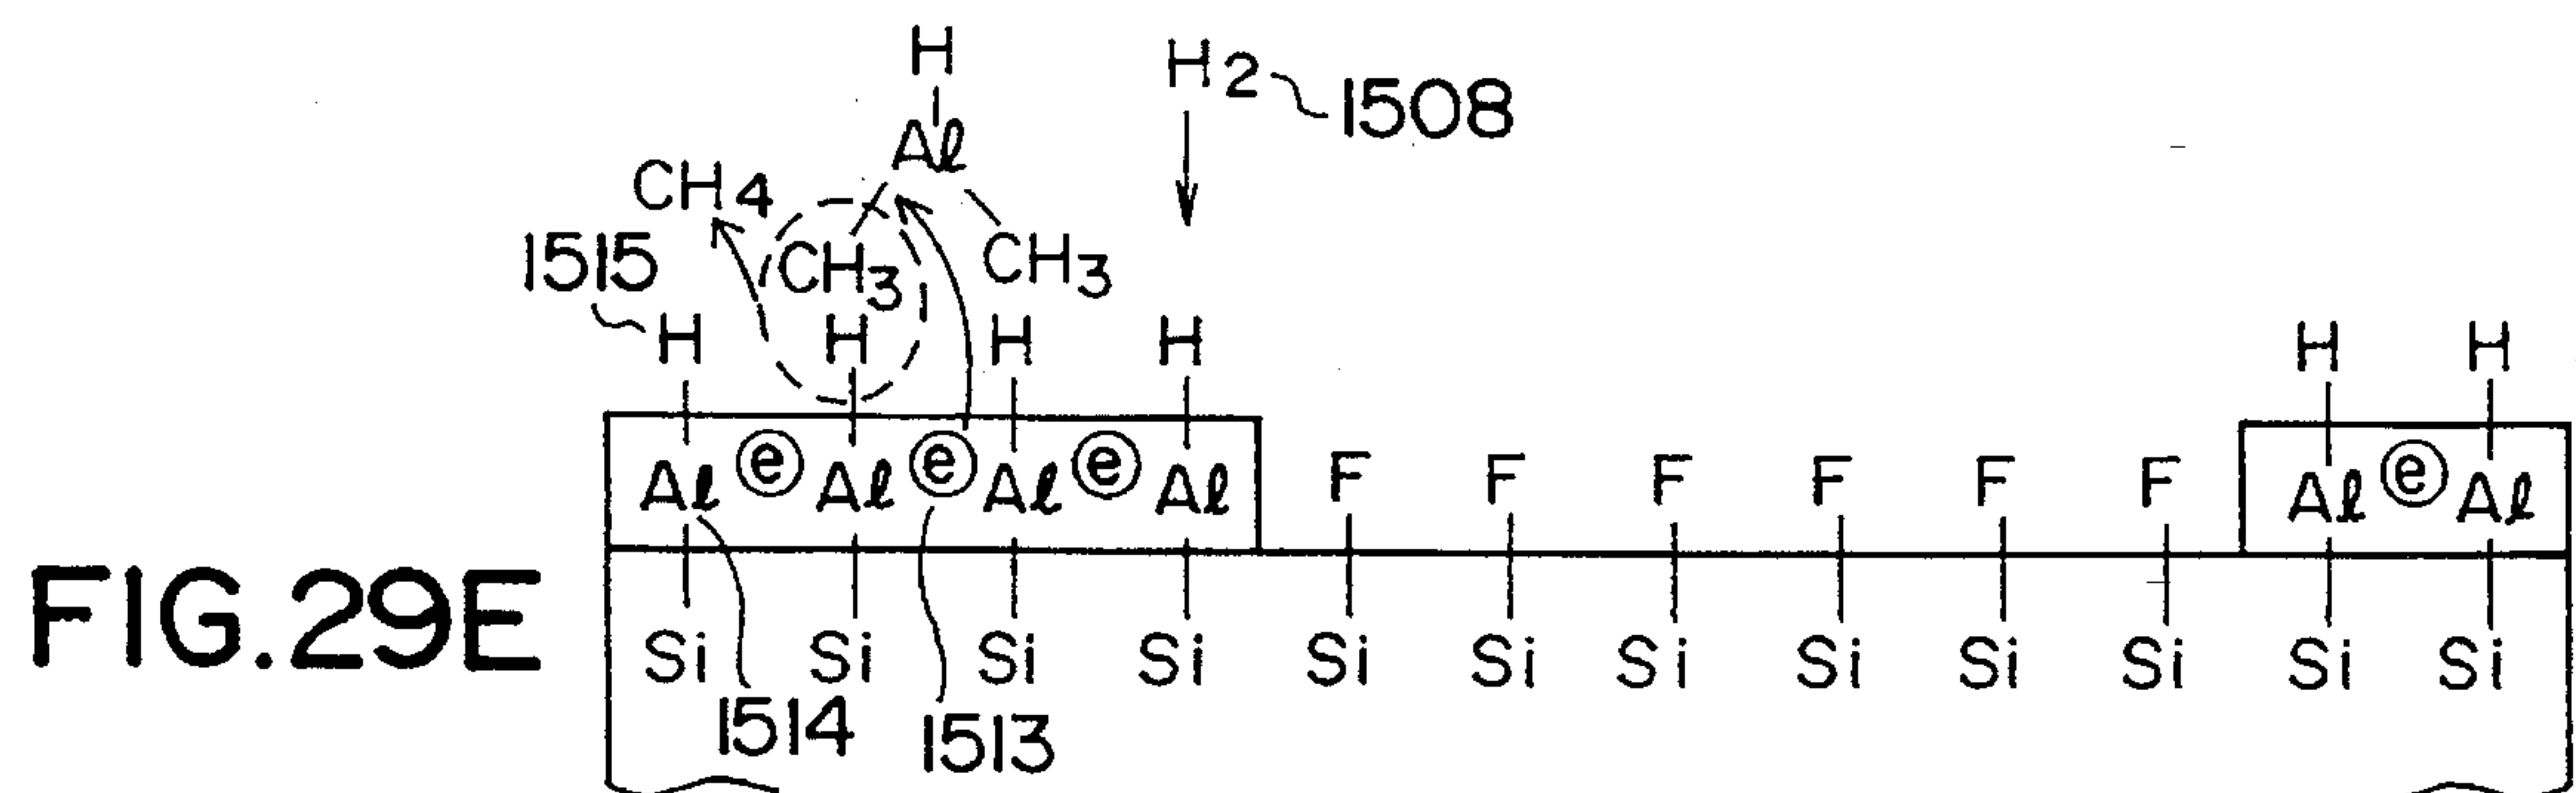 H
H2 1508
Al
CH4
CH3 CH3
1515
H H H H H H
Al e Al e Al e Al F F F F F F Al e Al
FIG.29E
Si Si Si Si Si Si Si Si Si Si Si Si
1514 1513